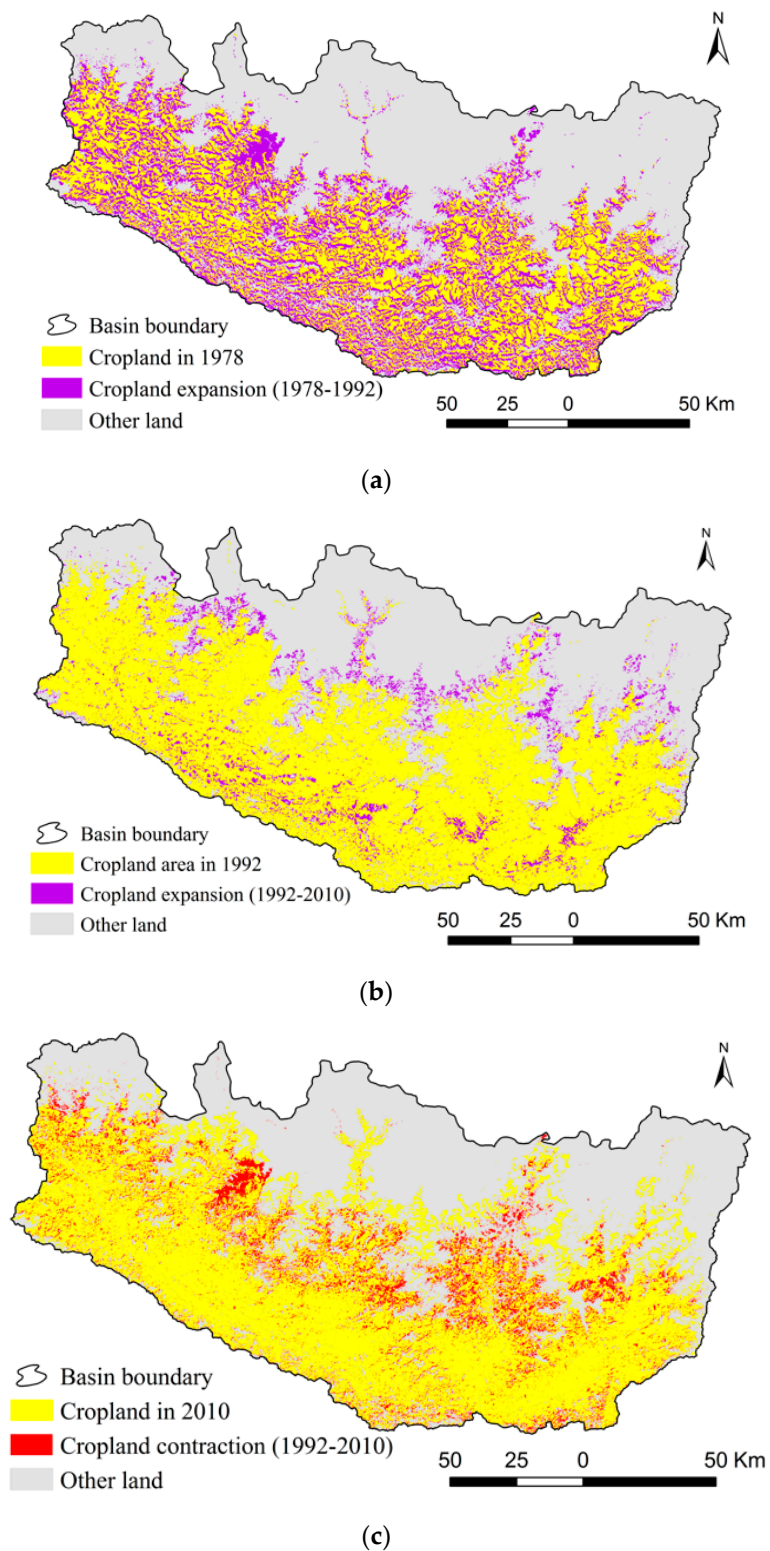 N
Basin boundary
Cropland in 1978
Cropland expansion (1978-1992)
Other land
50 25 0 50 Km
(a)
N
Basin boundary
Cropland area in 1992
Cropland expansion (1992-2010)
Other land
50 25 0 50 Km
(b)
N
Basin boundary
Cropland in 2010
Cropland contraction (1992-2010)
Other land
50 25 0 50 Km
(c)